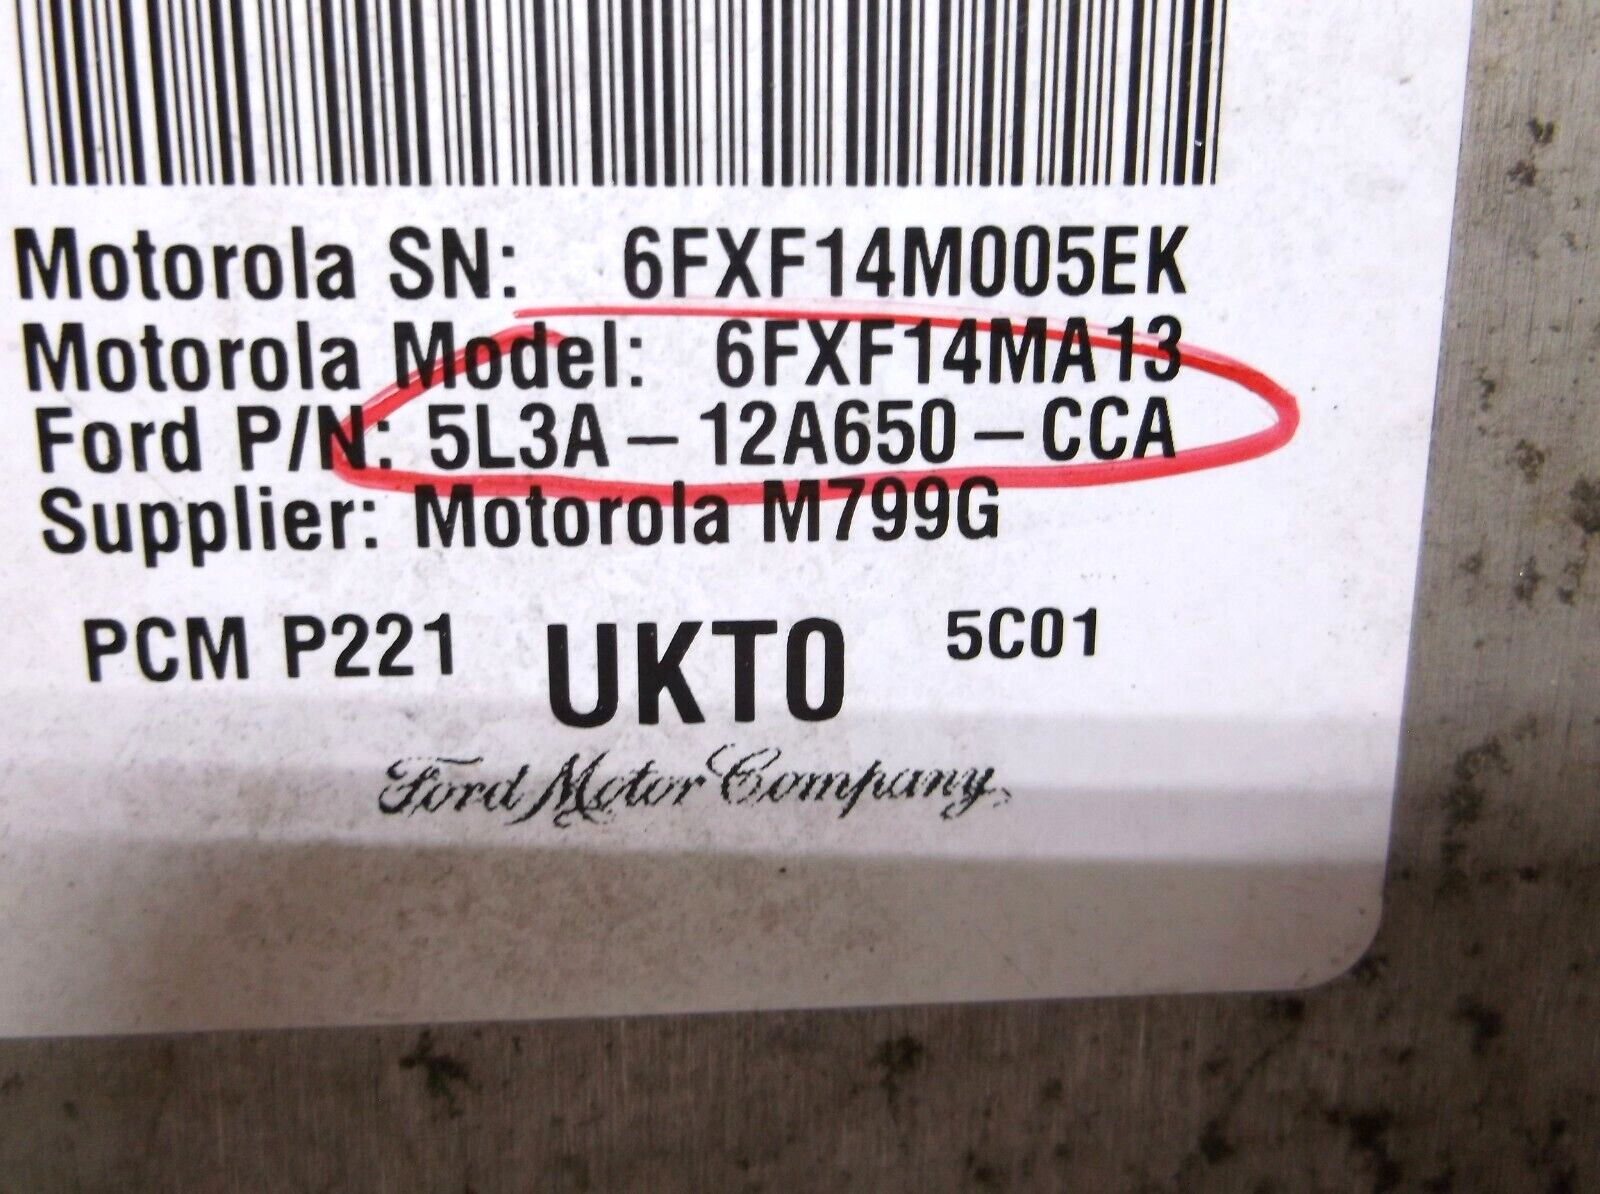 Motorola SN: 6FXF14M005EK
Motorola Model: 6FXF14MA13
Ford P/N: 5L3A – 12A650 – CCA
Supplier: Motorola M799G
PCM P221 UKT0 5C01
Ford Motor Company,